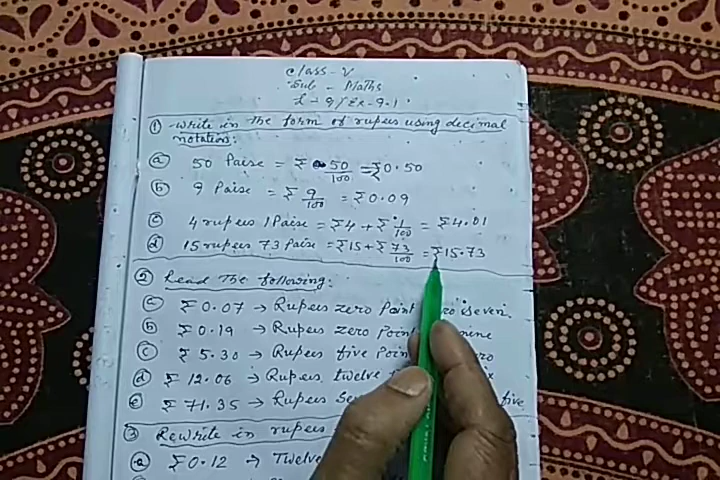 Class - V
Sub - Maths
L - 9 / Ex - 9.1
① Write in the form of rupees using decimal
notation:
ⓐ 50 Paise = ₹ 50/100 = ₹0.50
ⓑ 9 Paise = ₹ 9/100 = ₹0.09
ⓒ 4 rupees 1 Paise = ₹4 + ₹ 1/100 = ₹4.01
ⓓ 15 rupees 73 Paise = ₹15 + ₹ 73/100 = ₹15.73
② Read The following:
₹0.07 → Rupees zero Point seven.
ⓑ ₹0.19 → Rupees zero Point nine
ⓒ ₹5.30 → Rupees five
ⓓ ₹12.06 → Rupees twelve
ⓔ ₹71.35 → Rupees five
③ Rewrite in rupees
ⓐ ₹0.12 → Twelve